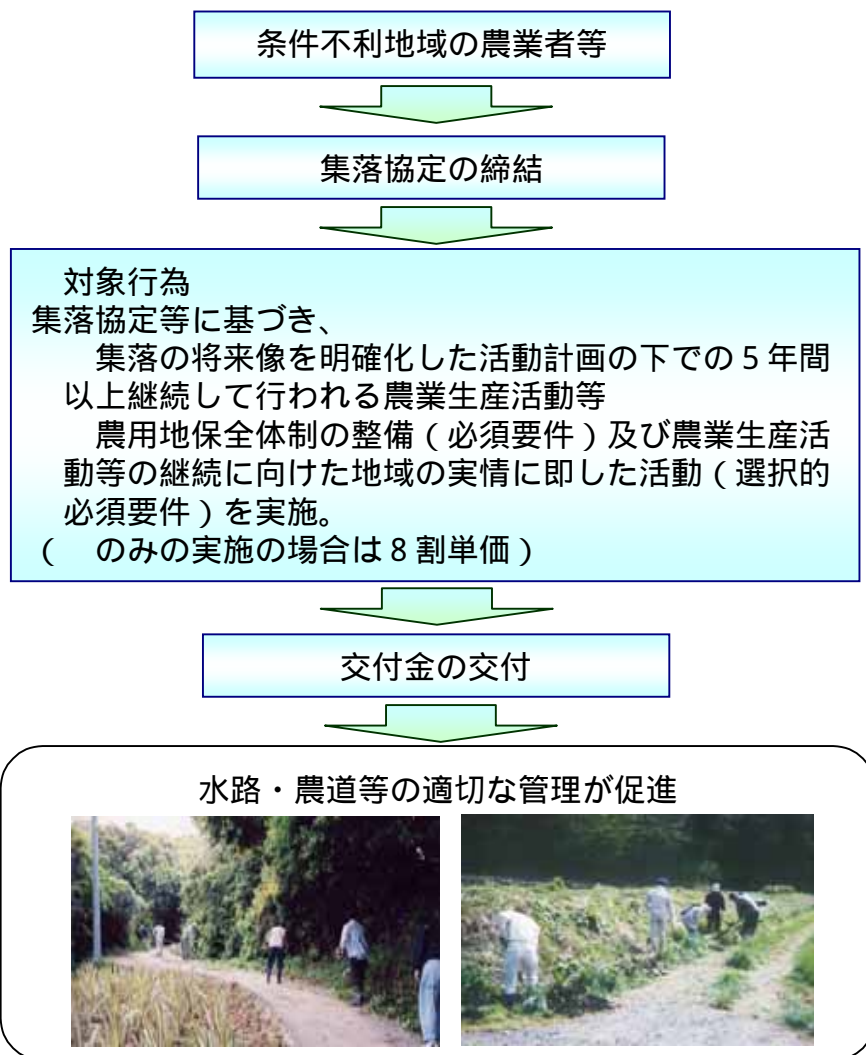 条件不利地域の農業者等
集落協定の締結
対象行為
集落協定等に基づき、
集落の将来像を明確化した活動計画の下での５年間
以上継続して行われる農業生産活動等
農用地保全体制の整備（必須要件）及び農業生産活
動等の継続に向けた地域の実情に即した活動（選択的
必須要件）を実施。
（　のみの実施の場合は８割単価）
交付金の交付
水路・農道等の適切な管理が促進